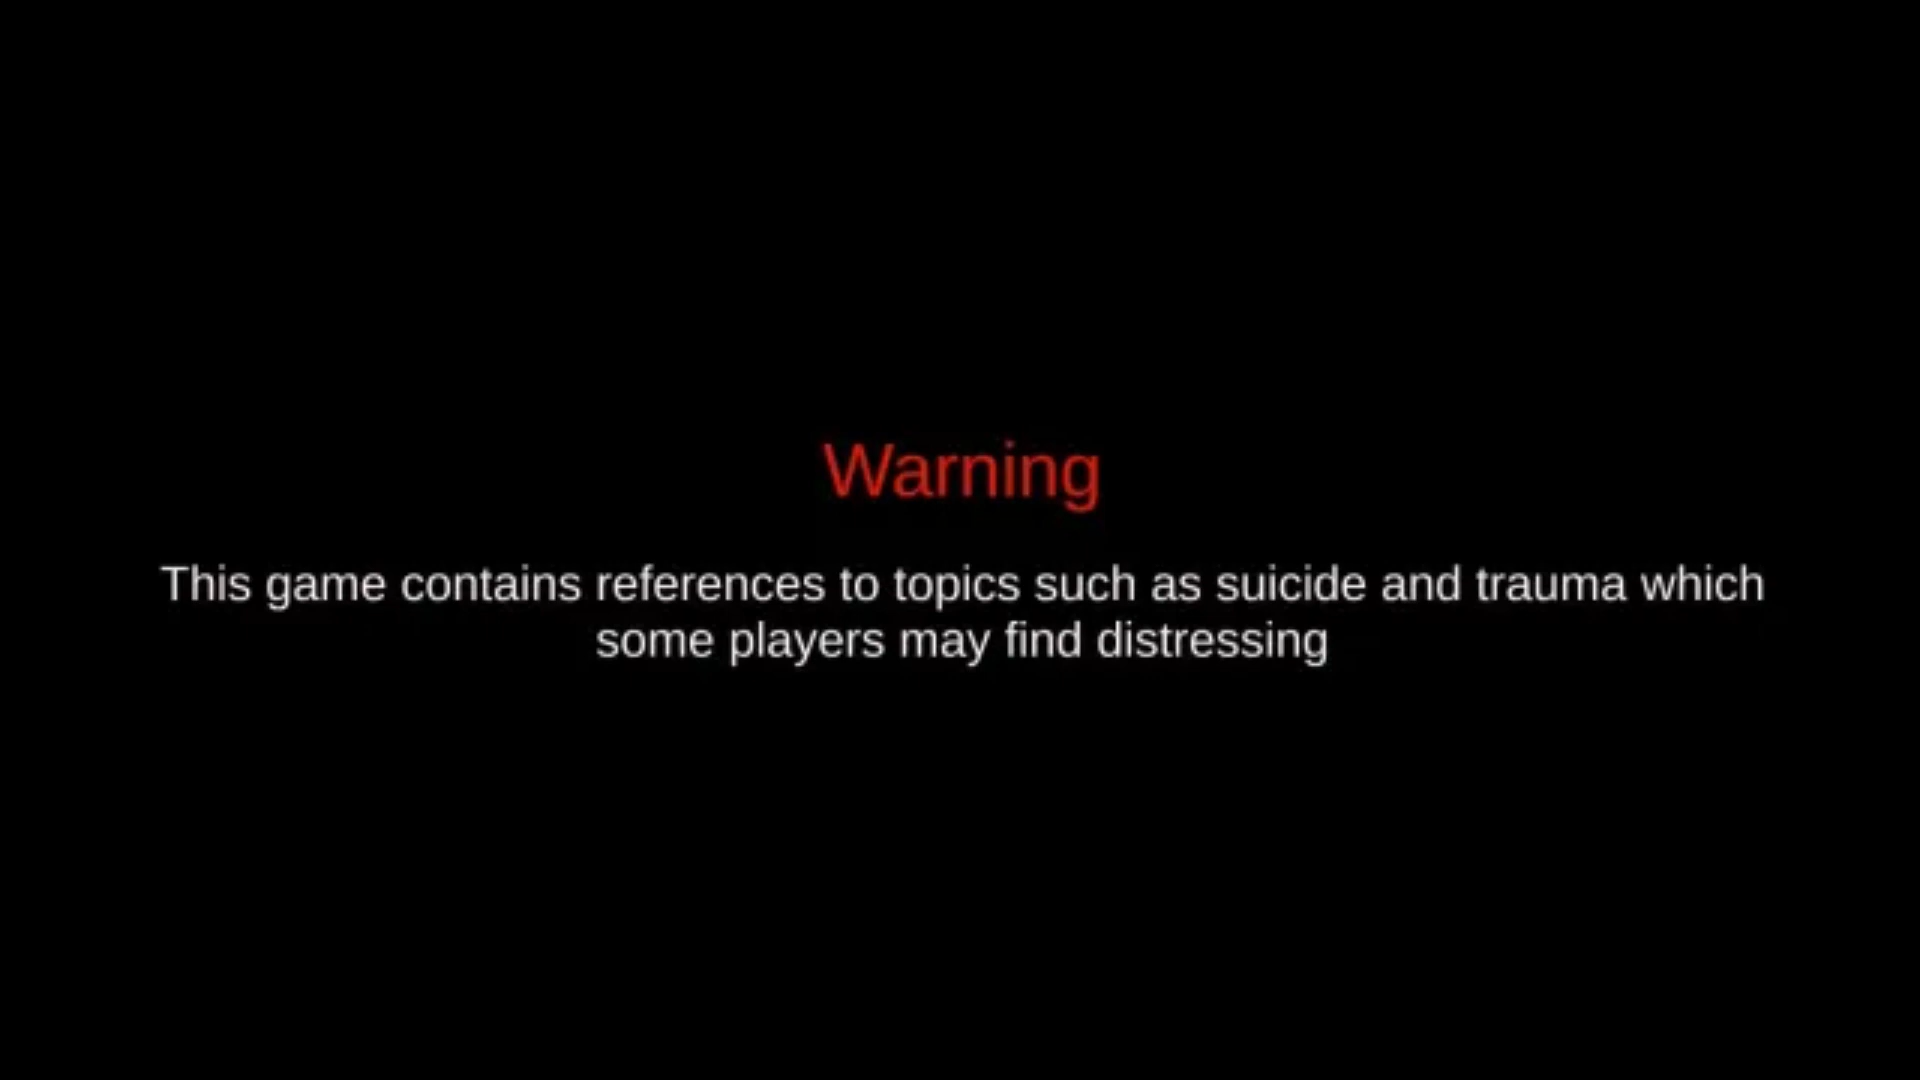 Warning
This game contains references to topics such as suicide and trauma which
some players may find distressing